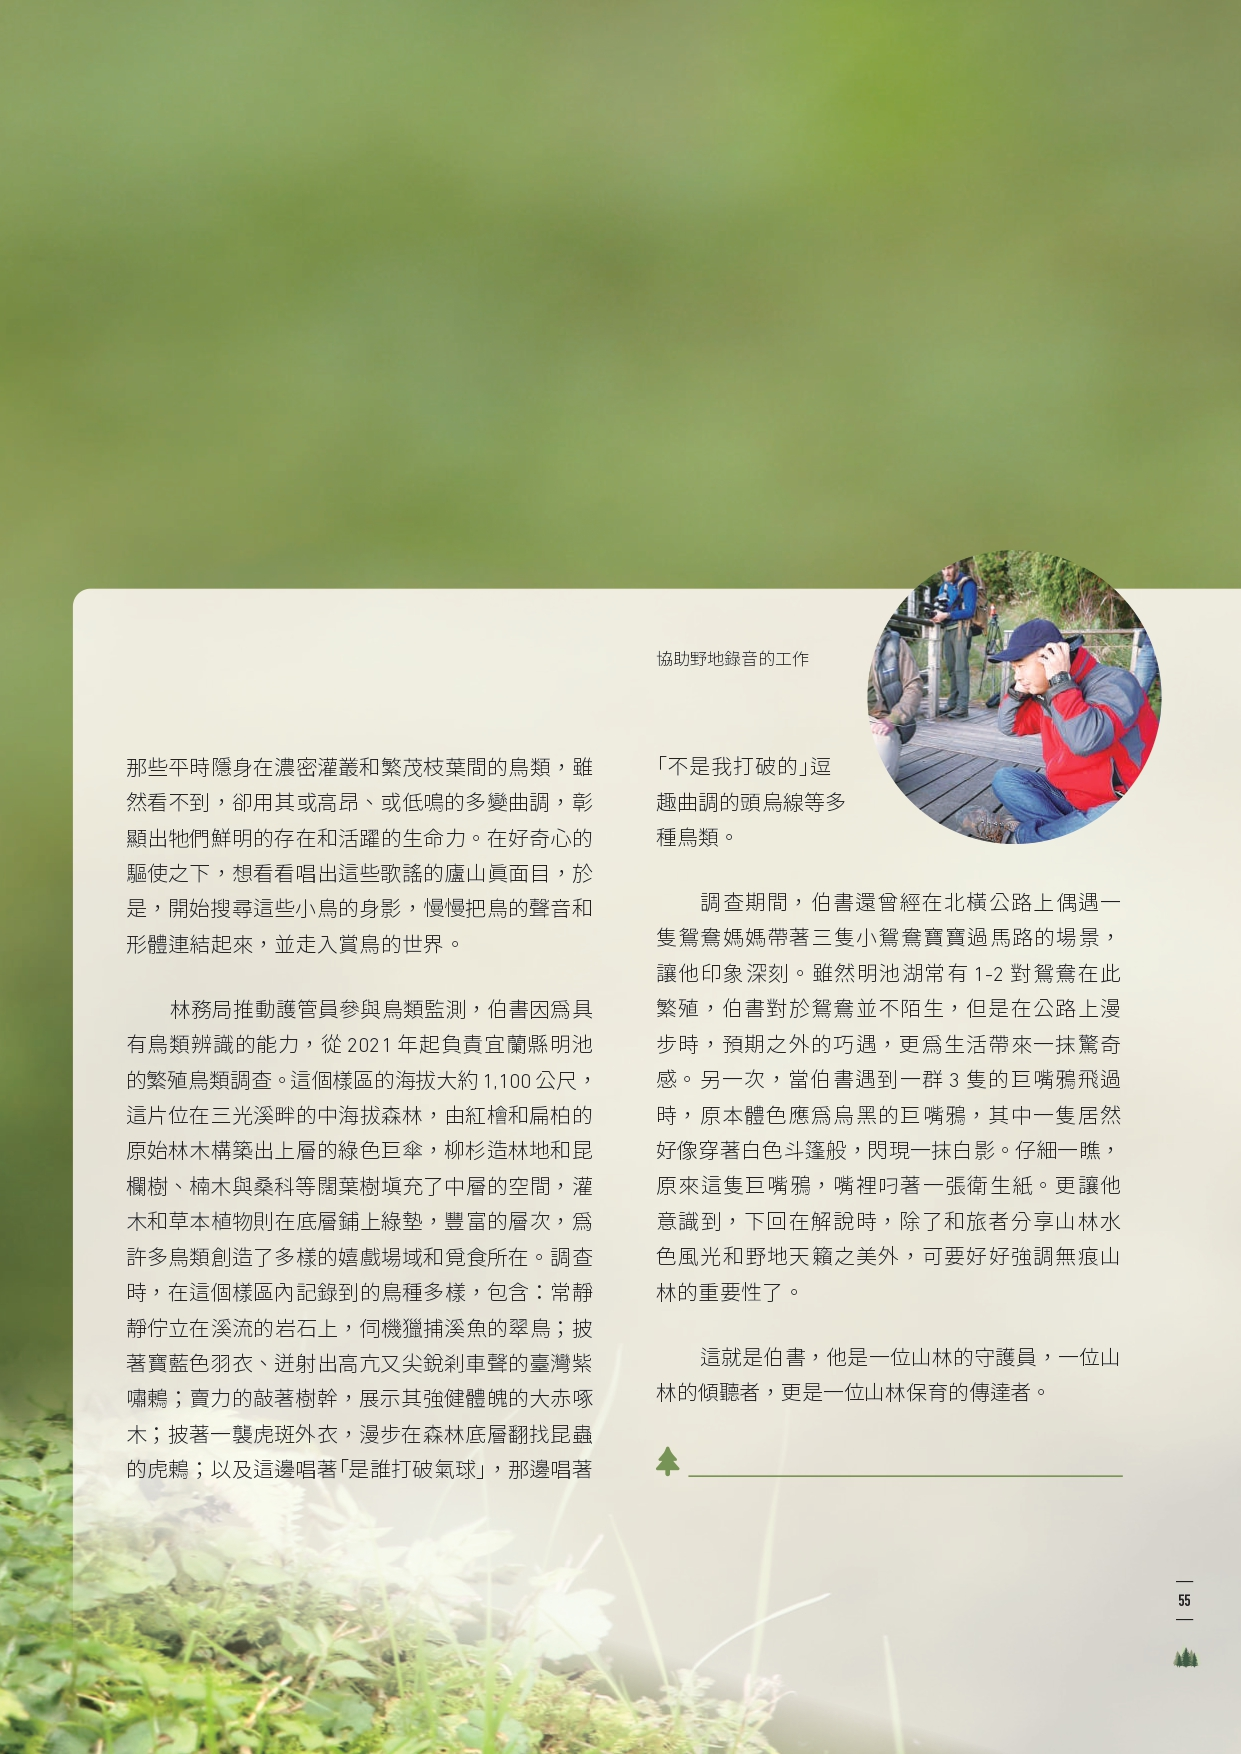 協助野地錄音的工作
那些平時隱身在濃密灌叢和繁茂枝葉間的鳥類，雖
然看不到，卻用其或高昂、或低鳴的多變曲調，彰
顯出牠們鮮明的存在和活躍的生命力。在好奇心的
驅使之下，想看看唱出這些歌謠的廬山真面目，於
是，開始搜尋這些小鳥的身影，慢慢把鳥的聲音和
形體連結起來，並走入賞鳥的世界。
林務局推動護管員參與鳥類監測，伯書因為具
有鳥類辨識的能力，從 2021 年起負責宜蘭縣明池
的繁殖鳥類調查。這個樣區的海拔大約 1,100 公尺，
這片位在三光溪畔的中海拔森林，由紅檜和扁柏的
原始林木構築出上層的綠色巨傘，柳杉造林地和昆
欄樹、楠木與桑科等闊葉樹填充了中層的空間，灌
木和草本植物則在底層鋪上綠墊，豐富的層次，為
許多鳥類創造了多樣的嬉戲場域和覓食所在。調查
時，在這個樣區內記錄到的鳥種多樣，包含：常靜
靜佇立在溪流的岩石上，伺機獵捕溪魚的翠鳥；披
著寶藍色羽衣、迸射出高亢又尖銳剎車聲的臺灣紫
嘯鶇；賣力的敲著樹幹，展示其強健體魄的大赤啄
木；披著一襲虎斑外衣，漫步在森林底層翻找昆蟲
的虎鶇；以及這邊唱著「是誰打破氣球」，那邊唱著
「不是我打破的」逗
趣曲調的頭烏線等多
種鳥類。
調查期間，伯書還曾經在北橫公路上偶遇一
隻鴛鴦媽媽帶著三隻小鴛鴦寶寶過馬路的場景，
讓他印象深刻。雖然明池湖常有 1-2 對鴛鴦在此
繁殖，伯書對於鴛鴦並不陌生，但是在公路上漫
步時，預期之外的巧遇，更為生活帶來一抹驚奇
感。另一次，當伯書遇到一群 3 隻的巨嘴鴉飛過
時，原本體色應為烏黑的巨嘴鴉，其中一隻居然
好像穿著白色斗篷般，閃現一抹白影。仔細一瞧，
原來這隻巨嘴鴉，嘴裡叼著一張衛生紙。更讓他
意識到，下回在解說時，除了和旅者分享山林水
色風光和野地天籟之美外，可要好好強調無痕山
林的重要性了。
這就是伯書，他是一位山林的守護員，一位山
林的傾聽者，更是一位山林保育的傳達者。
55